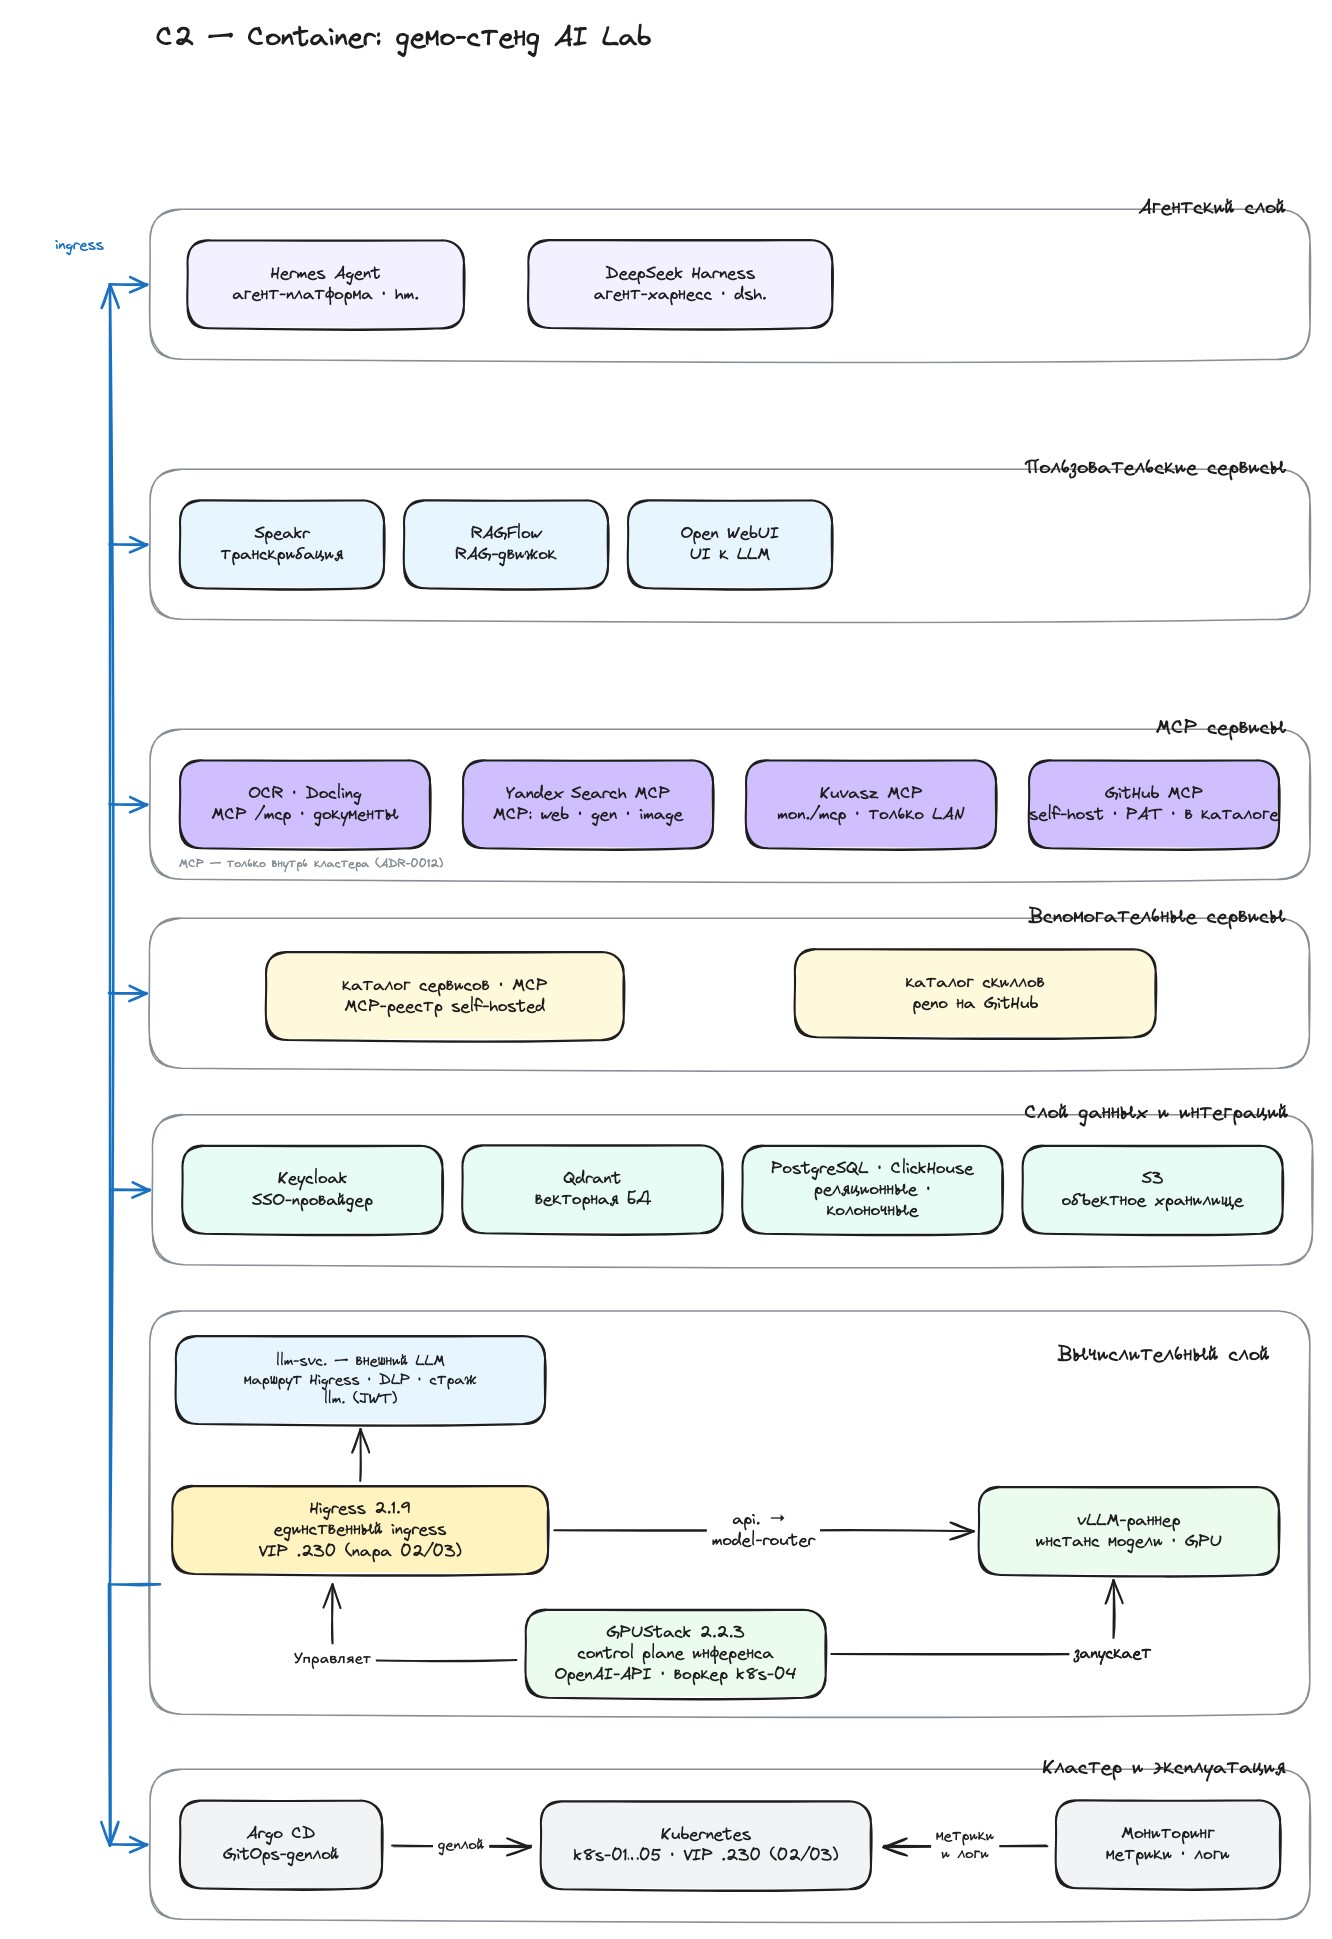 C2 — Container: демо-стенд AI Lab
Агентский слой
ingress
Hermes Agent
агент-платформа · hm.
DeepSeek Harness
агент-харнесс · dsh.
Пользовательские сервисы
Speakr
транскрибация
RAGFlow
RAG-движок
Open WebUI
UI к LLM
MCP сервисы
OCR · Docling
MCP /mcp · документы
Yandex Search MCP
MCP: web · gen · image
Kuvasz MCP
mon./mcp · только LAN
GitHub MCP
self-host · PAT · в каталоге
MCP — только внутрь кластера (ADR-0012)
Вспомогательные сервисы
каталог сервисов · MCP
MCP-реестр self-hosted
каталог скиллов
репо на GitHub
Слой данных и интеграций
Keycloak
SSO-провайдер
Qdrant
векторная БД
PostgreSQL · ClickHouse
реляционные ·
колоночные
S3
объектное хранилище
Вычислительный слой
llm-svc. — внешний LLM
маршрут Higress · DLP · страж
llm. (JWT)
Higress 2.1.9
единственный ingress
VIP .230 (пара 02/03)
api. →
model-router
vLLM-раннер
инстанс модели · GPU
Управляет
GPUStack 2.2.3
control plane инференса
OpenAI-API · воркер k8s-04
запускает
Кластер и эксплуатация
Argo CD
GitOps-деплой
деплой
Kubernetes
k8s-01..05 · VIP .230 (02/03)
метрики
и логи
Мониторинг
метрики · логи